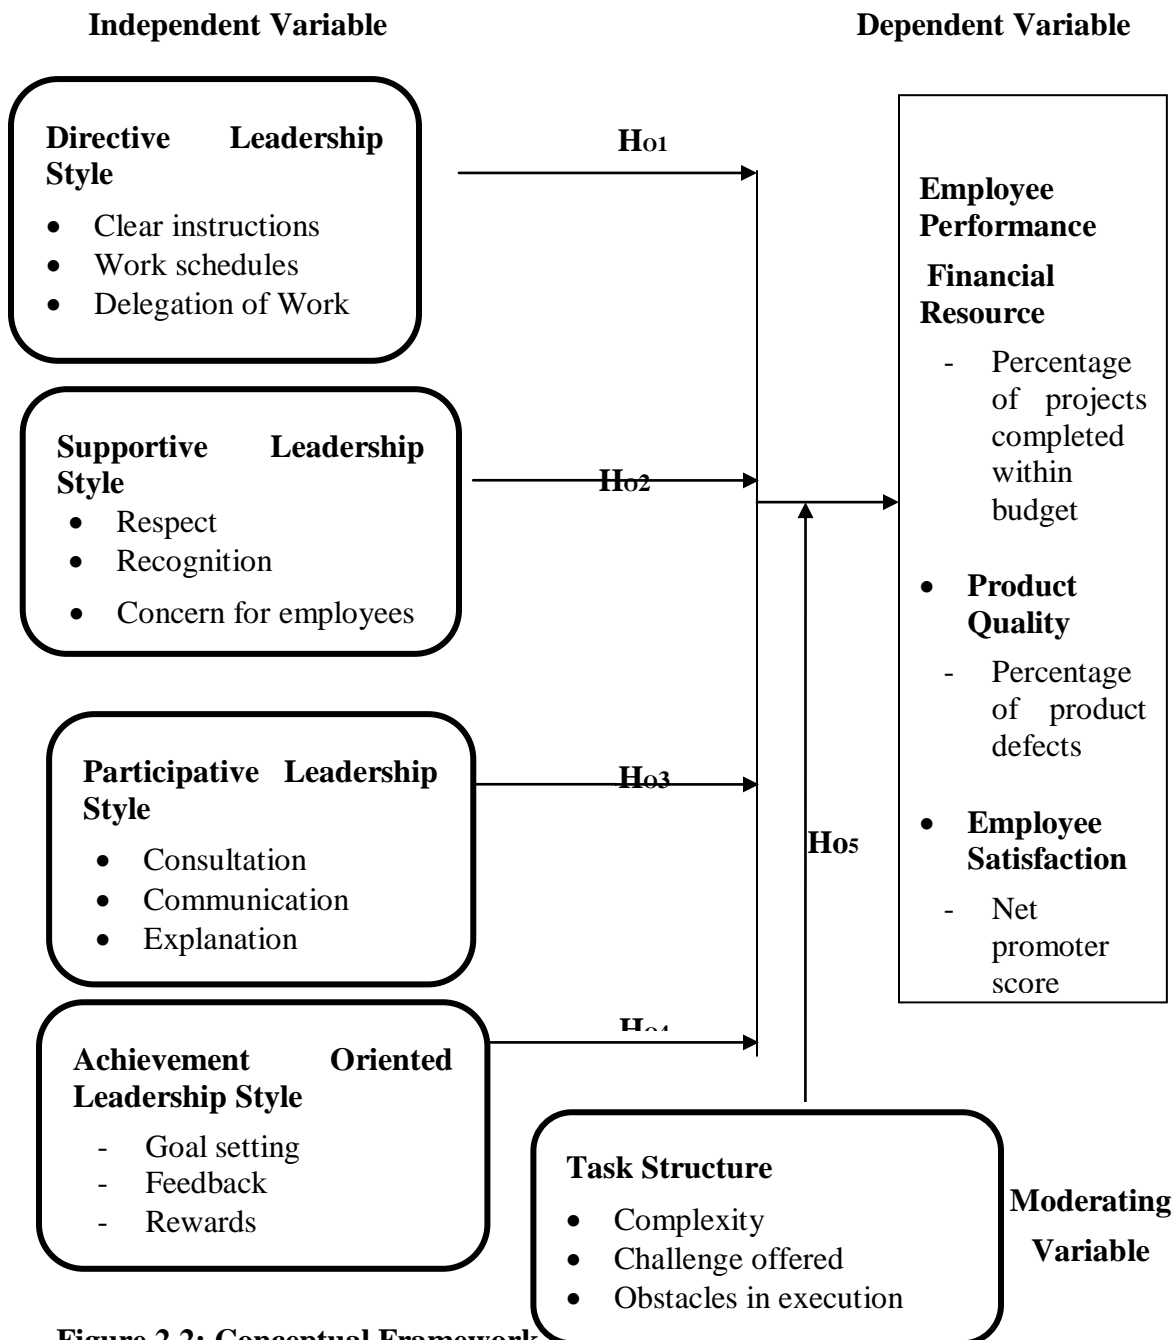 Independent Variable
Dependent Variable
Directive Leadership
Style
• Clear instructions
• Work schedules
• Delegation of Work
HO1
Supportive Leadership
Style
• Respect
• Recognition
• Concern for employees
HO2
Participative Leadership
Style
• Consultation
• Communication
• Explanation
HO3
Achievement Oriented
Leadership Style
- Goal setting
- Feedback
- Rewards
HO4
Employee
Performance
Financial
Resource
- Percentage
of projects
completed
within
budget
• Product
Quality
- Percentage
of product
defects
• Employee
Satisfaction
- Net
promoter
score
HO5
Task Structure
• Complexity
• Challenge offered
• Obstacles in execution
Moderating
Variable
Figure 2.2: Conceptual Framework